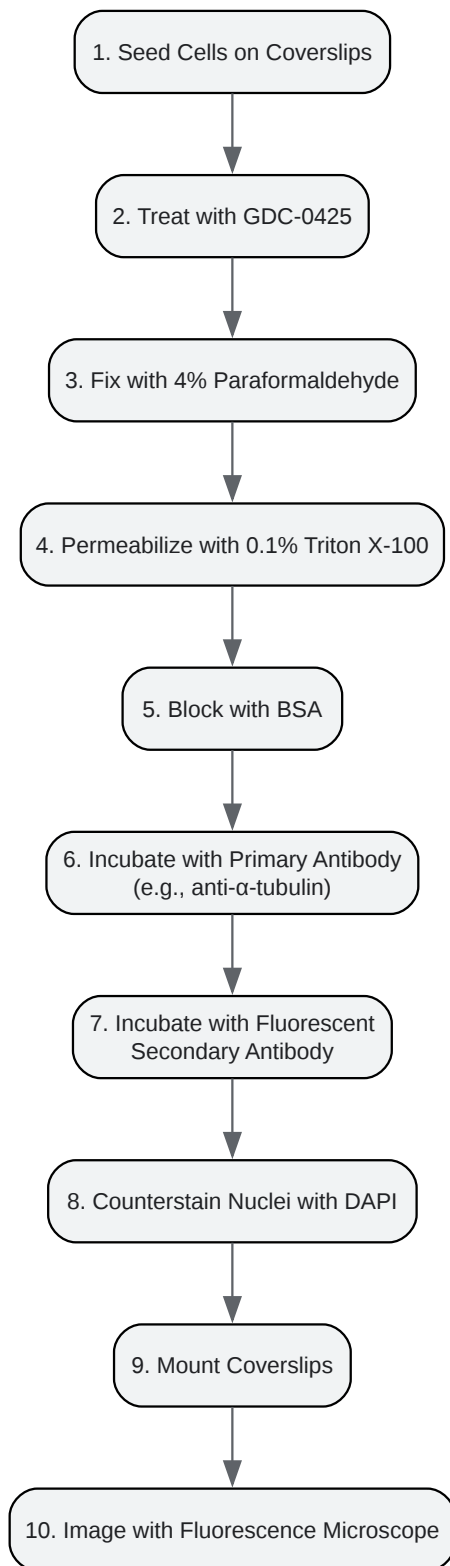 1. Seed Cells on Coverslips
2. Treat with GDC-0425
3. Fix with 4% Paraformaldehyde
4. Permeabilize with 0.1% Triton X-100
5. Block with BSA
6. Incubate with Primary Antibody
(e.g., anti-α-tubulin)
7. Incubate with Fluorescent
Secondary Antibody
8. Counterstain Nuclei with DAPI
9. Mount Coverslips
10. Image with Fluorescence Microscope